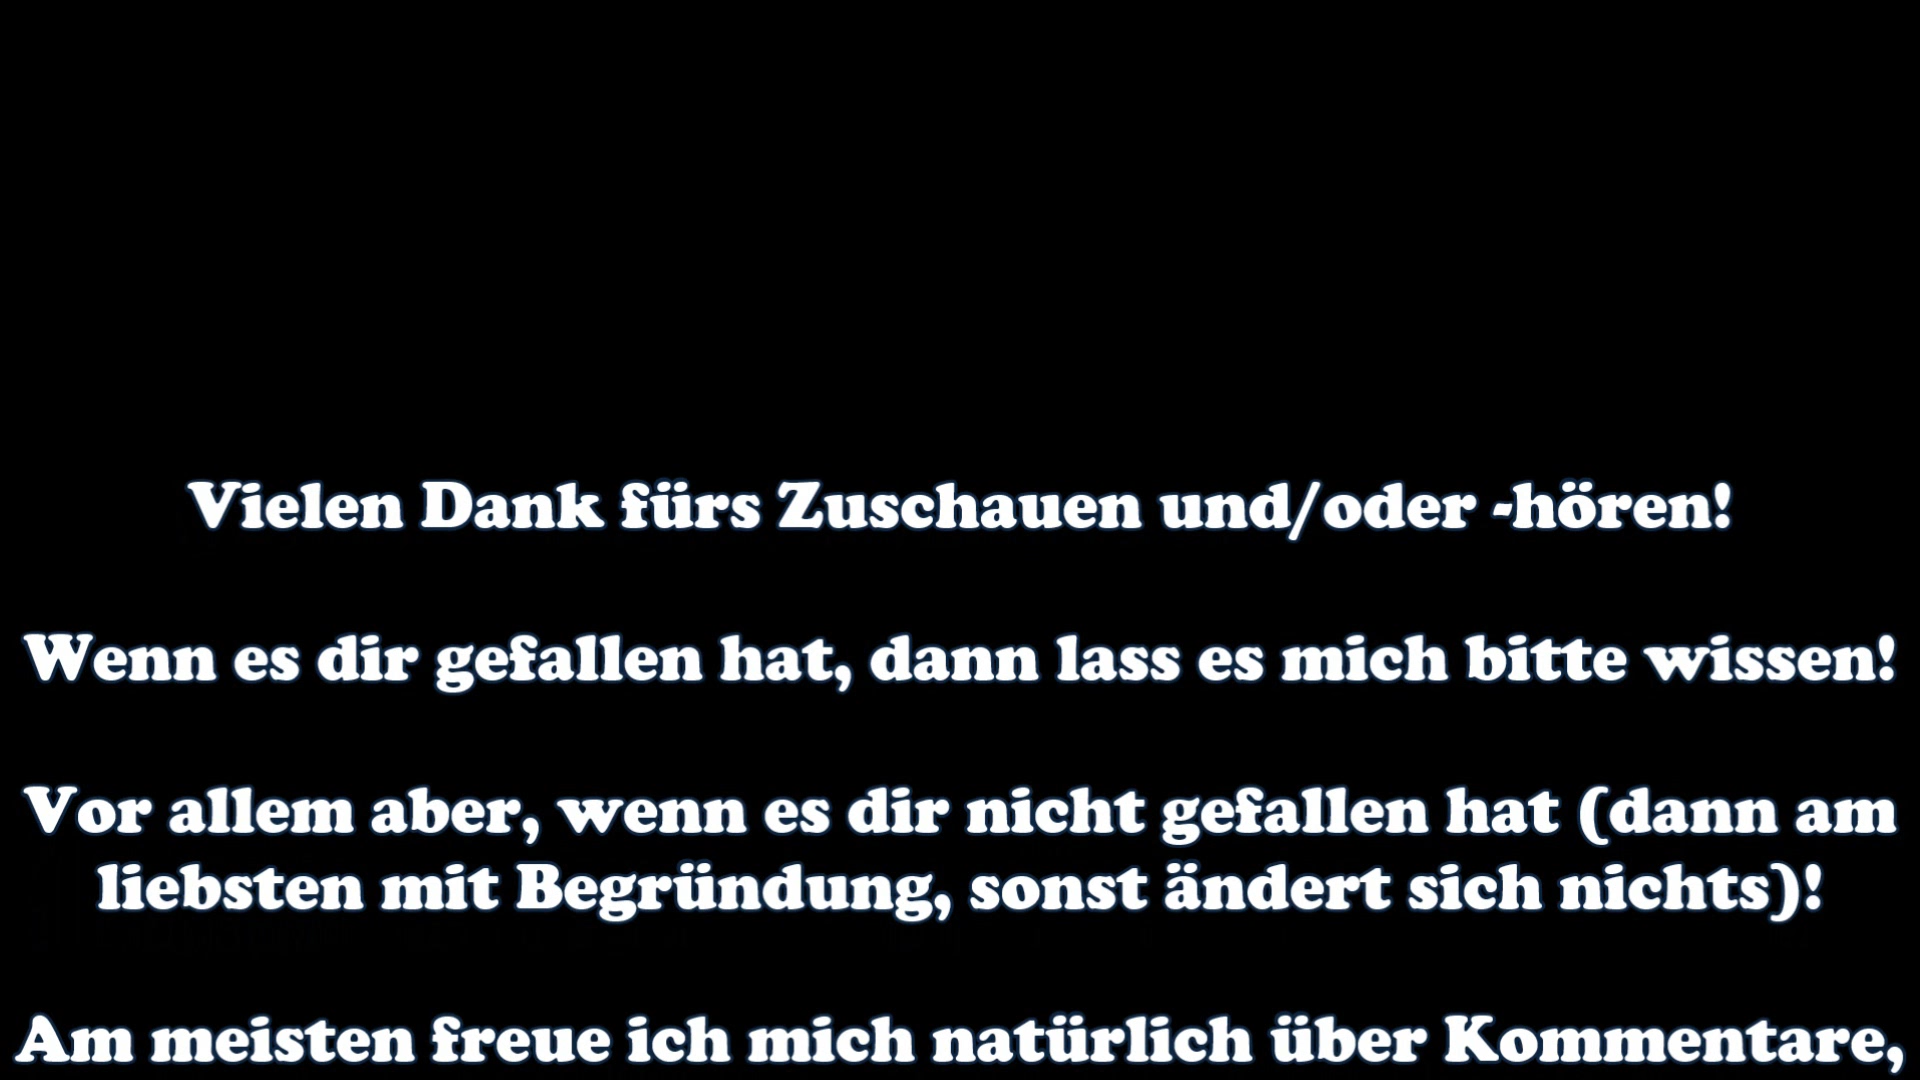 Vielen Dank fürs Zuschauen und/oder -hören!
Wenn es dir gefallen hat, dann lass es mich bitte wissen!
Vor allem aber, wenn es dir nicht gefallen hat (dann am
liebsten mit Begründung, sonst ändert sich nichts)!
Am meisten freue ich mich natürlich über Kommentare,